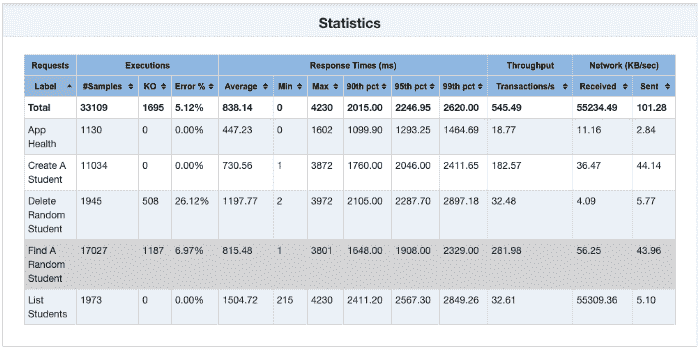 Statistics
Requests Executions Response Times (ms) Throughput Network (KB/sec)
Label #Samples KO Error % Average Min Max 90th pct 95th pct 99th pct Transactions/s Received Sent
Total 33109 1695 5.12% 838.14 0 4230 2015.00 2246.95 2620.00 545.49 55234.49 101.28
App 1130 0 0.00% 447.23 0 1602 1099.90 1293.25 1464.69 18.77 11.16 2.84
Health
Create A 11034 0 0.00% 730.56 1 3872 1760.00 2046.00 2411.65 182.57 36.47 44.14
Student
Delete 1945 508 26.12% 1197.77 2 3972 2105.00 2287.70 2897.18 32.48 4.09 5.77
Random
Student
Find A 17027 1187 6.97% 815.48 1 3801 1648.00 1908.00 2329.00 281.98 56.25 43.96
Random
Student
List 1973 0 0.00% 1504.72 215 4230 2411.20 2567.30 2849.26 32.61 55309.36 5.10
Students